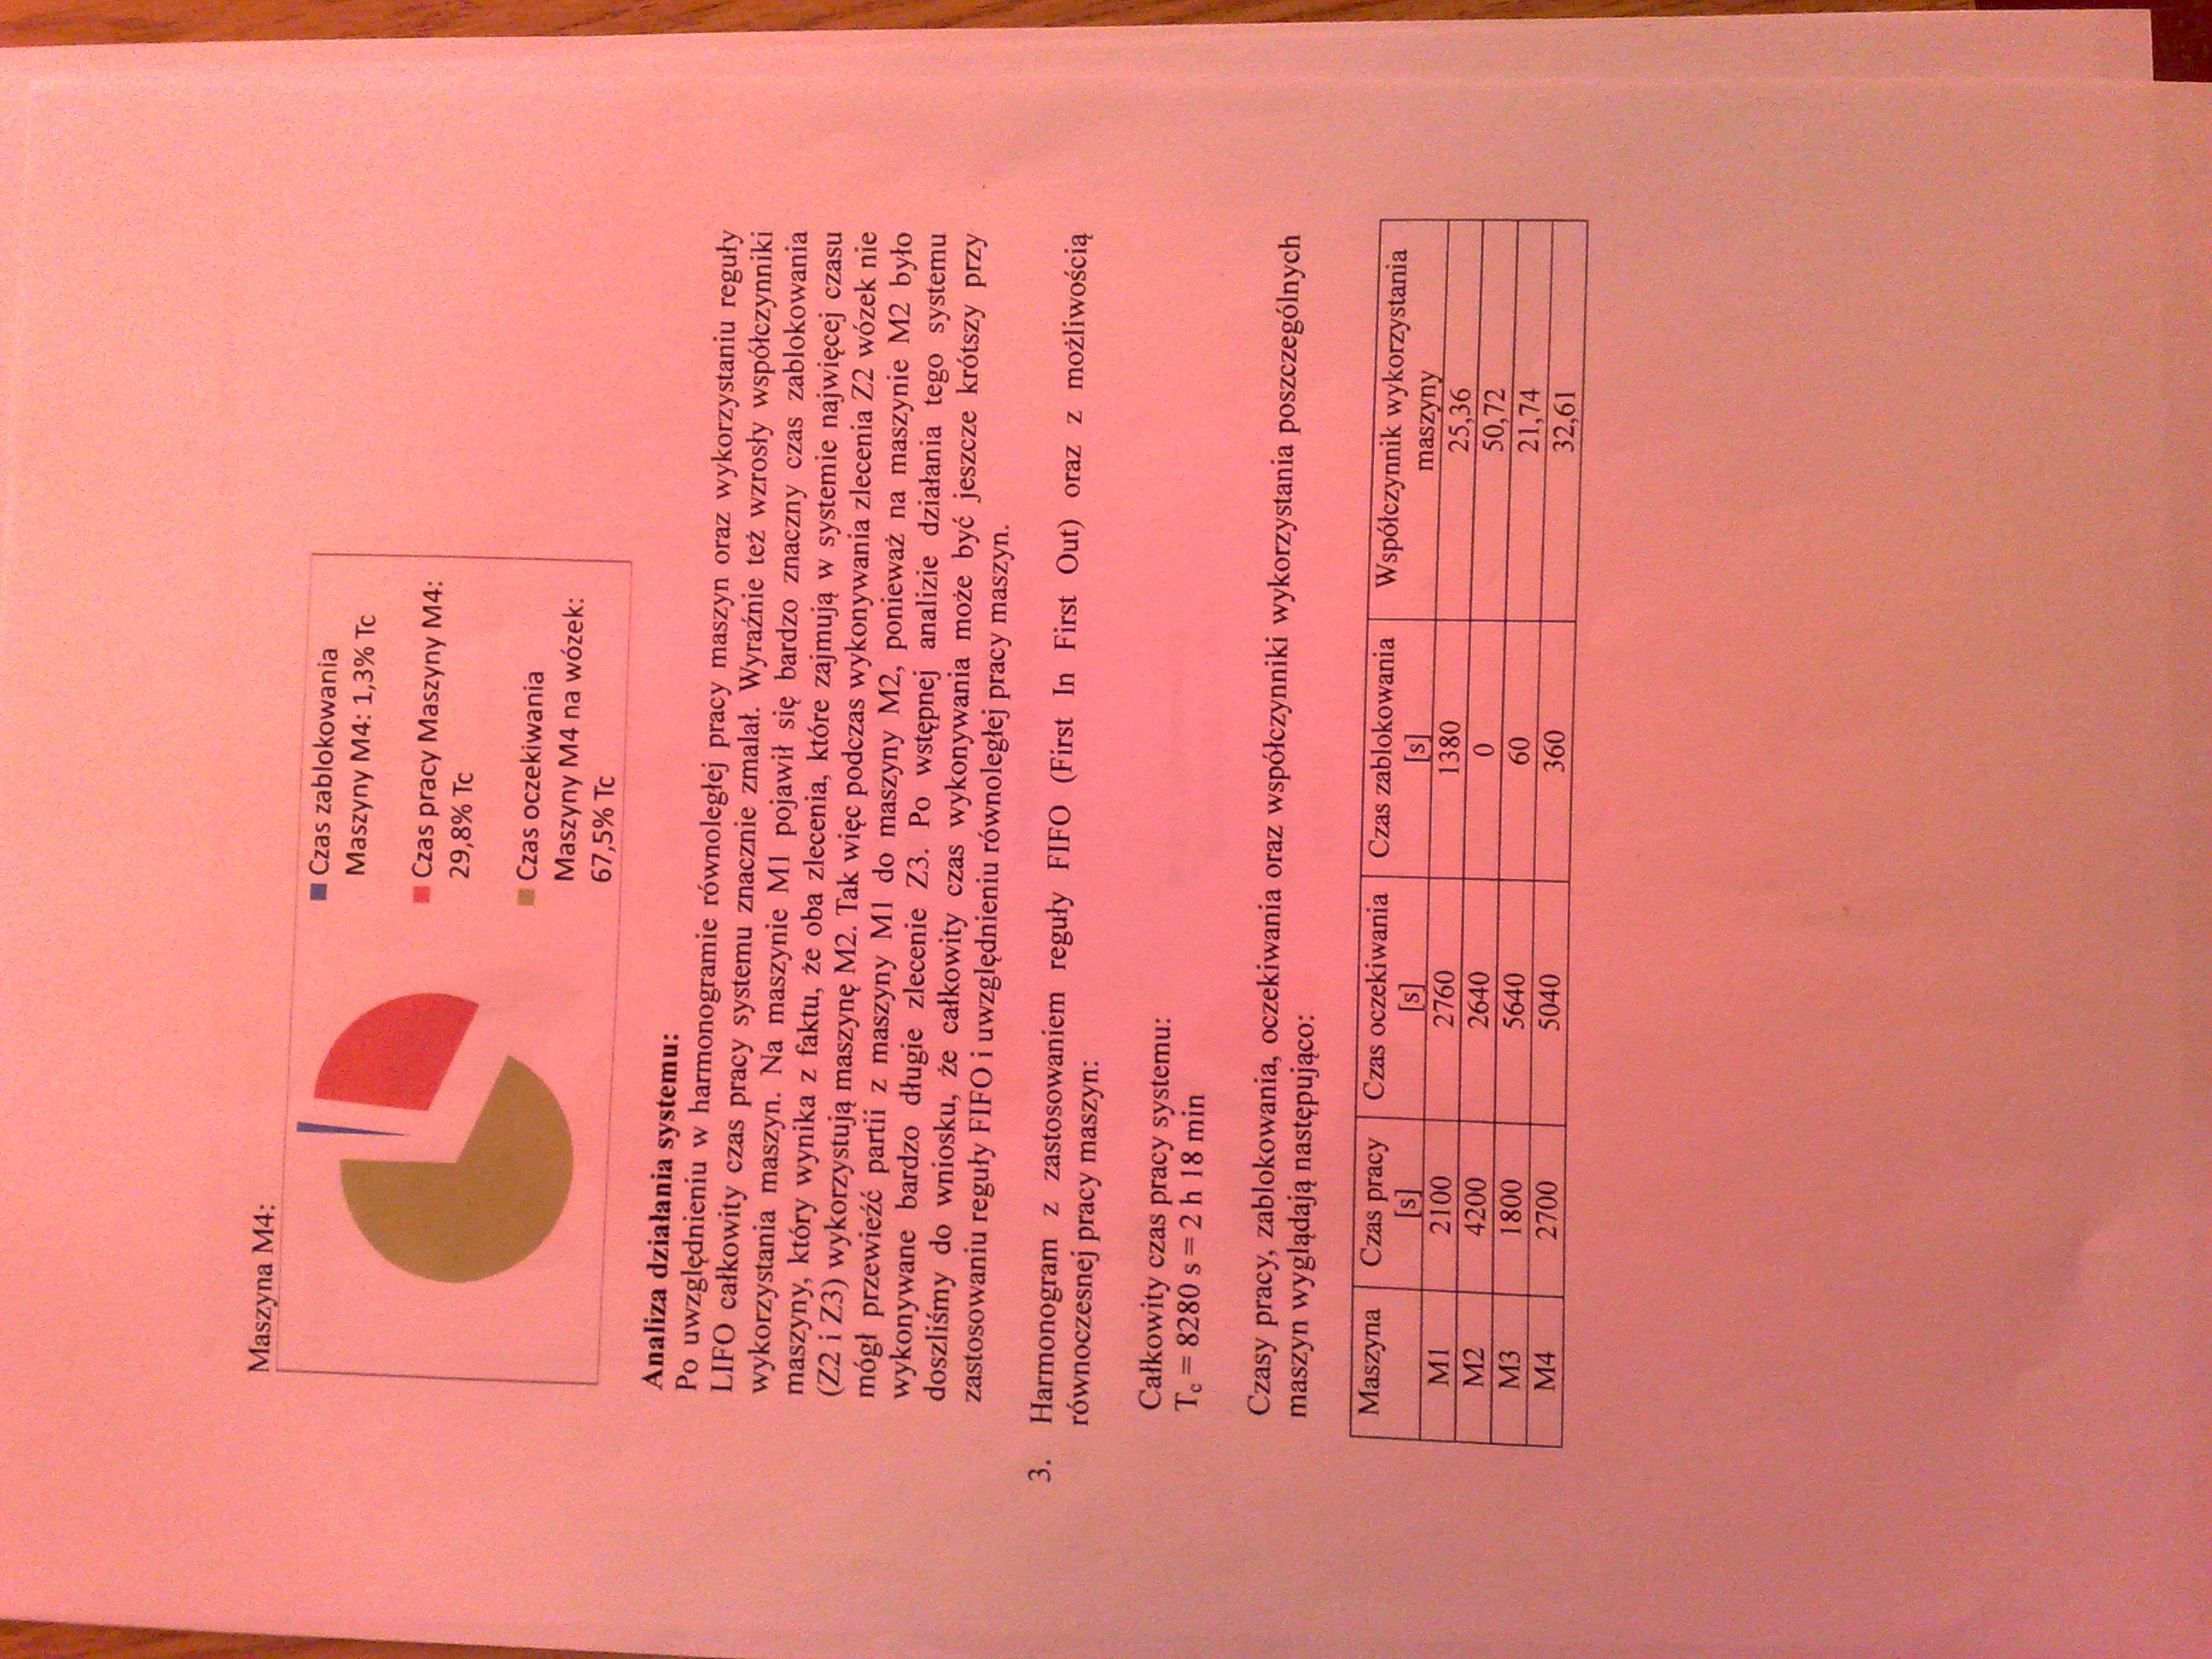 Maszyna M4:
Czas zablokowania
Maszyny M4: 1,3% Tc
Czas pracy Maszyny M4:
29,8% Tc
Czas oczekiwania
Maszyny M4 na wózek:
67,5% Tc
Analiza działania systemu:
Po uwzględnieniu w harmonogramie równoległej pracy maszyn oraz wykorzystaniu reguły
LIFO całkowity czas pracy systemu znacznie zmalał. Wyraźnie też wzrosły współczynniki
wykorzystania maszyn. Na maszynie M1 pojawił się bardzo znaczny czas zablokowania
maszyny, który wynika z faktu, że oba zlecenia, które zajmują w systemie najwięcej czasu
(Z2 i Z3) wykorzystują maszynę M2. Tak więc podczas wykonywania zlecenia Z2 wózek nie
mógł przewieźć partii z maszyny M1 do maszyny M2, ponieważ na maszynie M2 było
wykonywane bardzo długie zlecenie Z3. Po wstępnej analizie działania tego systemu
doszliśmy do wniosku, że całkowity czas wykonywania może być jeszcze krótszy przy
zastosowaniu reguły FIFO i uwzględnieniu równoległej pracy maszyn.
3. Harmonogram z zastosowaniem reguły FIFO (First In First Out) oraz z możliwością
równoczesnej pracy maszyn:
Całkowity czas pracy systemu:
Tc = 8280 s = 2 h 18 min
Czasy pracy, zablokowania, oczekiwania oraz współczynniki wykorzystania poszczególnych
maszyn wyglądają następująco:
Maszyna Czas pracy [s] Czas oczekiwania [s] Czas zablokowania [s] Współczynnik wykorzystania maszyny
M1 2100 2760 1380 25,36
M2 4200 2640 0 50,72
M3 1800 5640 60 21,74
M4 2700 5040 360 32,61